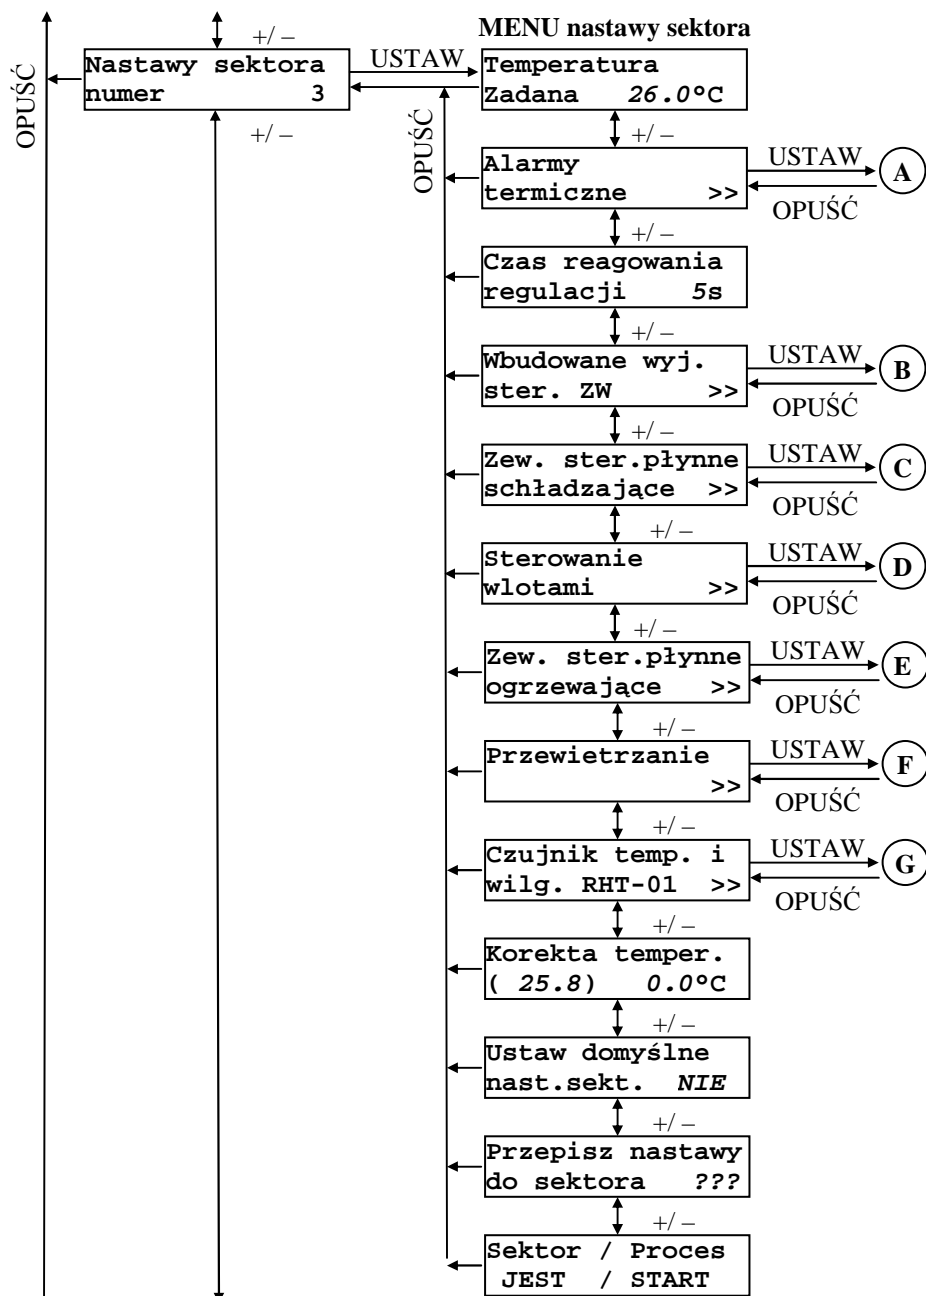 MENU nastawy sektora
+/ –
OPUŚĆ
Nastawy sektora
numer 3
USTAW
+/ –
OPUŚĆ
Temperatura
Zadana 26.0°C
+/ –
Alarmy
termiczne >>
USTAW
OPUŚĆ
A
+/ –
Czas reagowania
regulacji 5s
+/ –
Wbudowane wyj.
ster. ZW >>
USTAW
OPUŚĆ
B
+/ –
Zew. ster.płynne
schładzające >>
USTAW
OPUŚĆ
C
+/ –
Sterowanie
wlotami >>
USTAW
OPUŚĆ
D
+/ –
Zew. ster.płynne
ogrzewające >>
USTAW
OPUŚĆ
E
+/ –
Przewietrzanie
>>
USTAW
OPUŚĆ
F
+/ –
Czujnik temp. i
wilg. RHT-01 >>
USTAW
OPUŚĆ
G
+/ –
Korekta temper.
( 25.8) 0.0°C
+/ –
Ustaw domyślne
nast.sekt. NIE
+/ –
Przepisz nastawy
do sektora ???
+/ –
Sektor / Proces
JEST / START